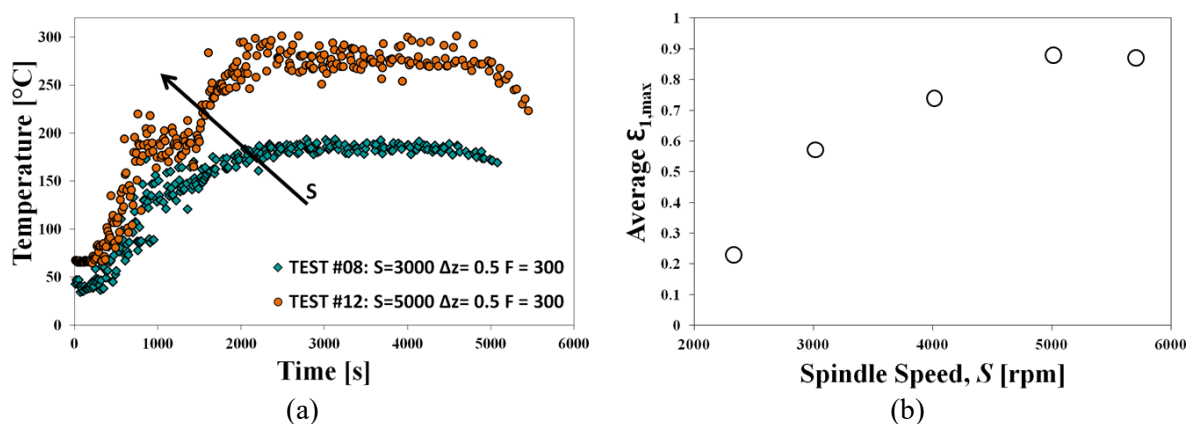 300
250
200
150
100
50
0
Temperature [°C]
S
TEST #08: S=3000 Δz= 0.5 F = 300
TEST #12: S=5000 Δz= 0.5 F = 300
0 1000 2000 3000 4000 5000 6000
Time [s]
(a)
1
0.9
0.8
0.7
0.6
0.5
0.4
0.3
0.2
0.1
0
Average ε1,max
2000 3000 4000 5000 6000
Spindle Speed, S [rpm]
(b)